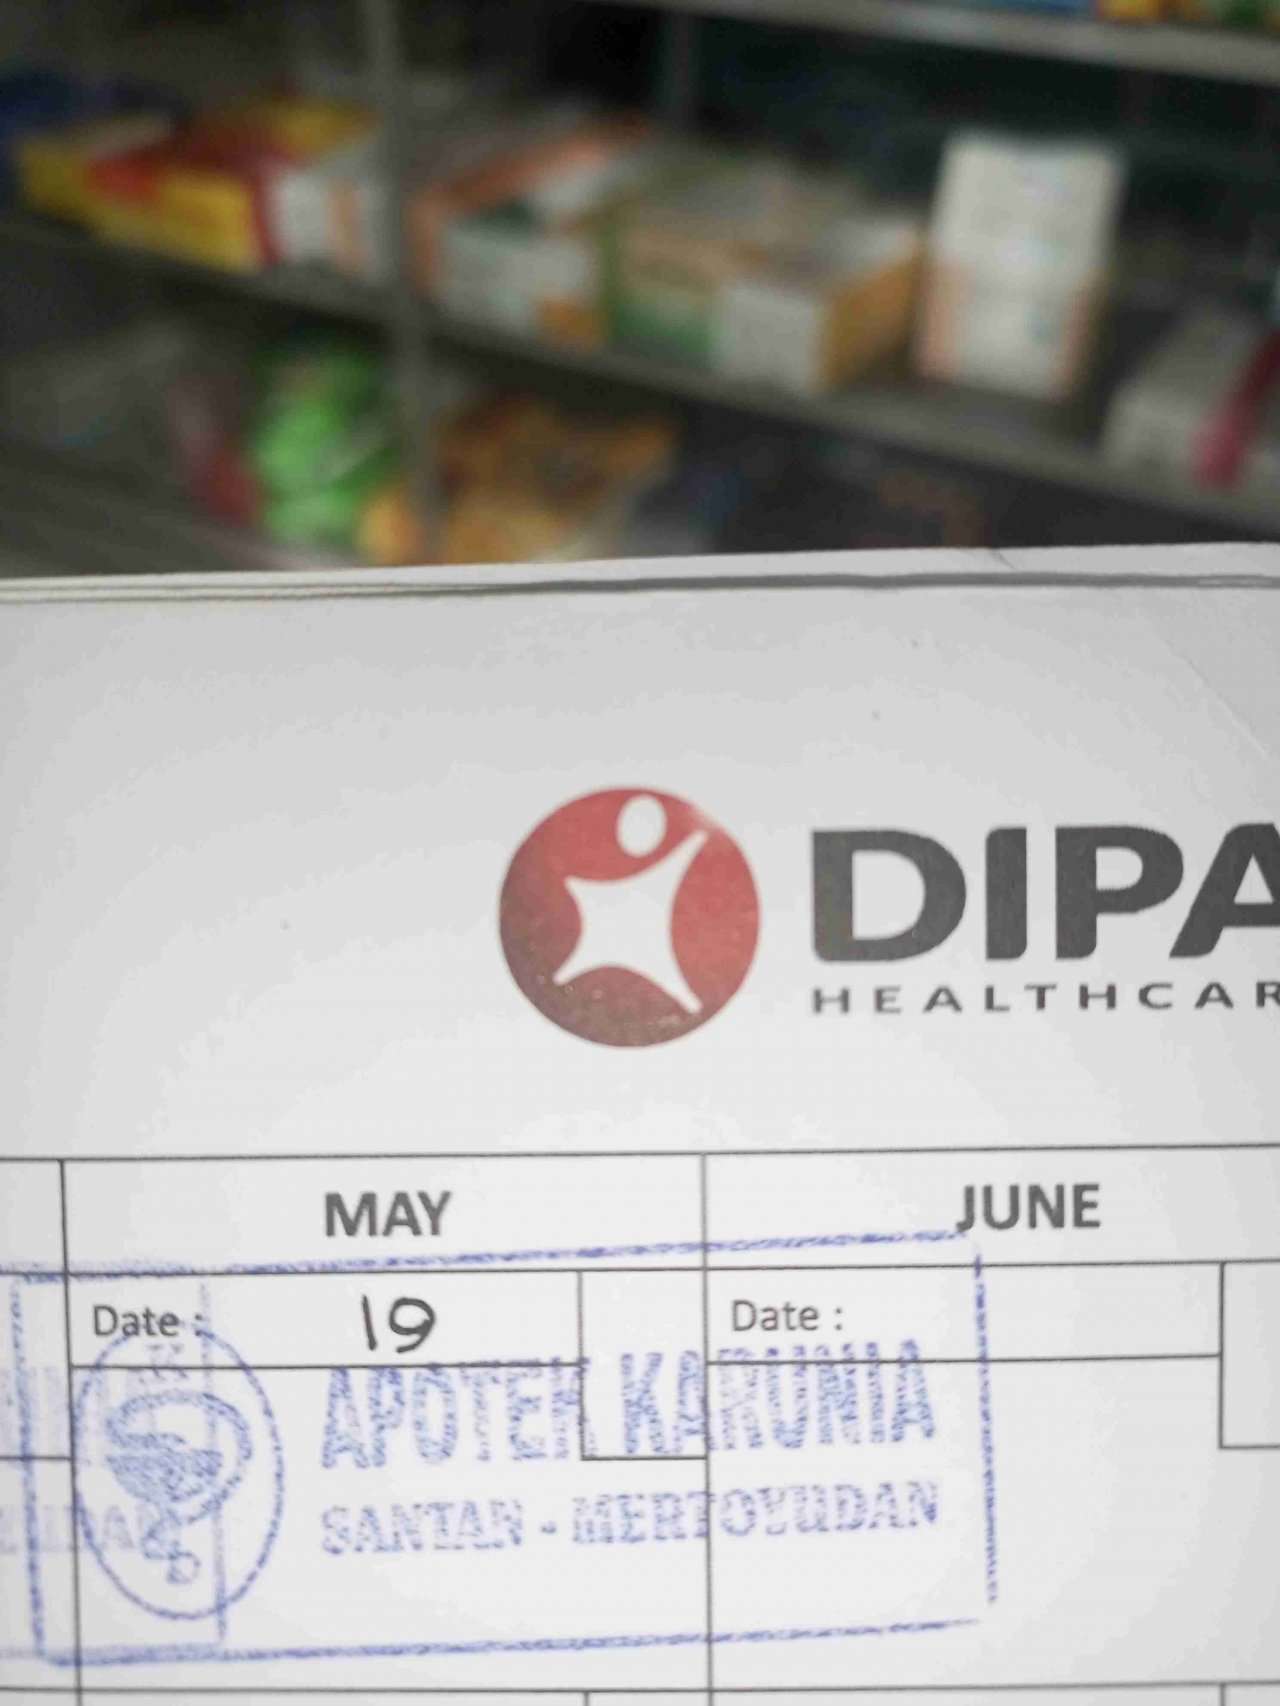 DIPA
HEALTHCAR
MAY
JUNE
Date : 19
Date :
APOTEK KARUNIA
SANTAN - MERTOYUDAN